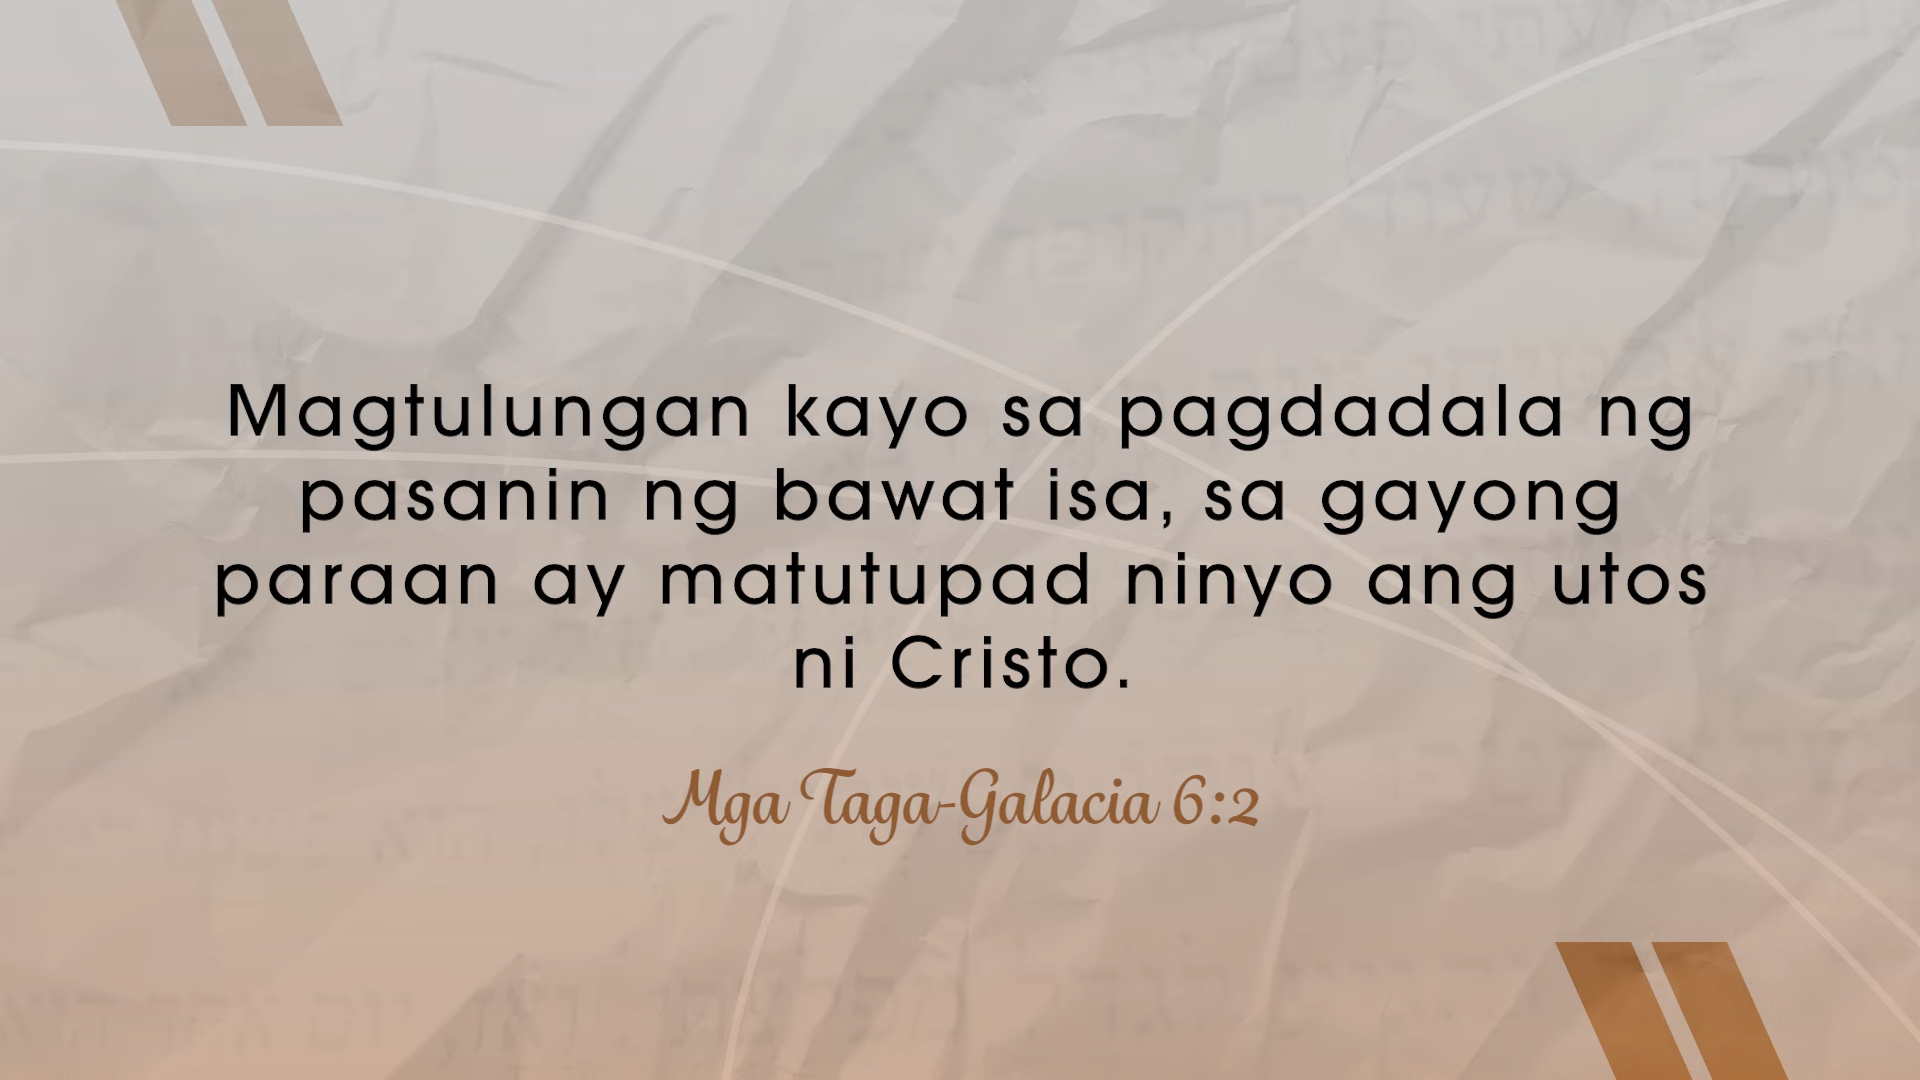 Magtulungan kayo sa pagdadala ng
pasanin ng bawat isa, sa gayong
paraan ay matutupad ninyo ang utos
ni Cristo.
Mga Taga-Galacia 6:2